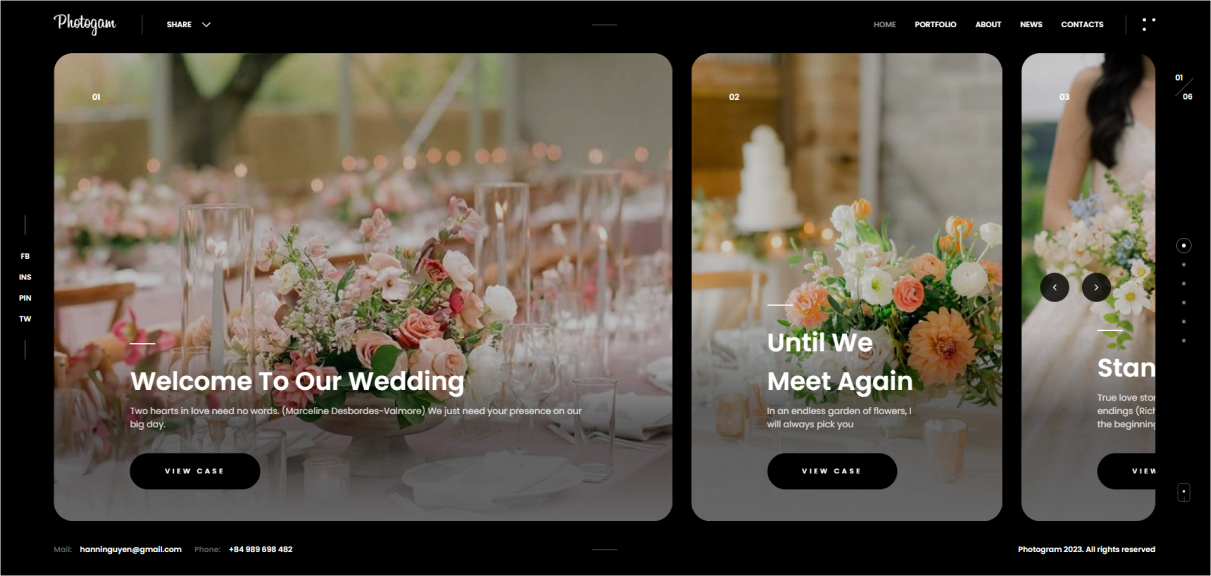 Photogam
SHARE
HOME PORTFOLIO ABOUT NEWS CONTACTS
01
06
FB
INS
PIN
TW
01
Welcome To Our Wedding
Two hearts in love need no words. (Marceline Desbordes-Valmore) We just need your presence on our
big day.
VIEW CASE
02
Until We
Meet Again
In an endless garden of flowers, I
will always pick you
VIEW CASE
03
Stan
True love stor
endings (Rich
the beginning
VIEW
Mail: hanninguyen@gmail.com Phone: +84 989 698 482
Photogram 2023. All rights reserved